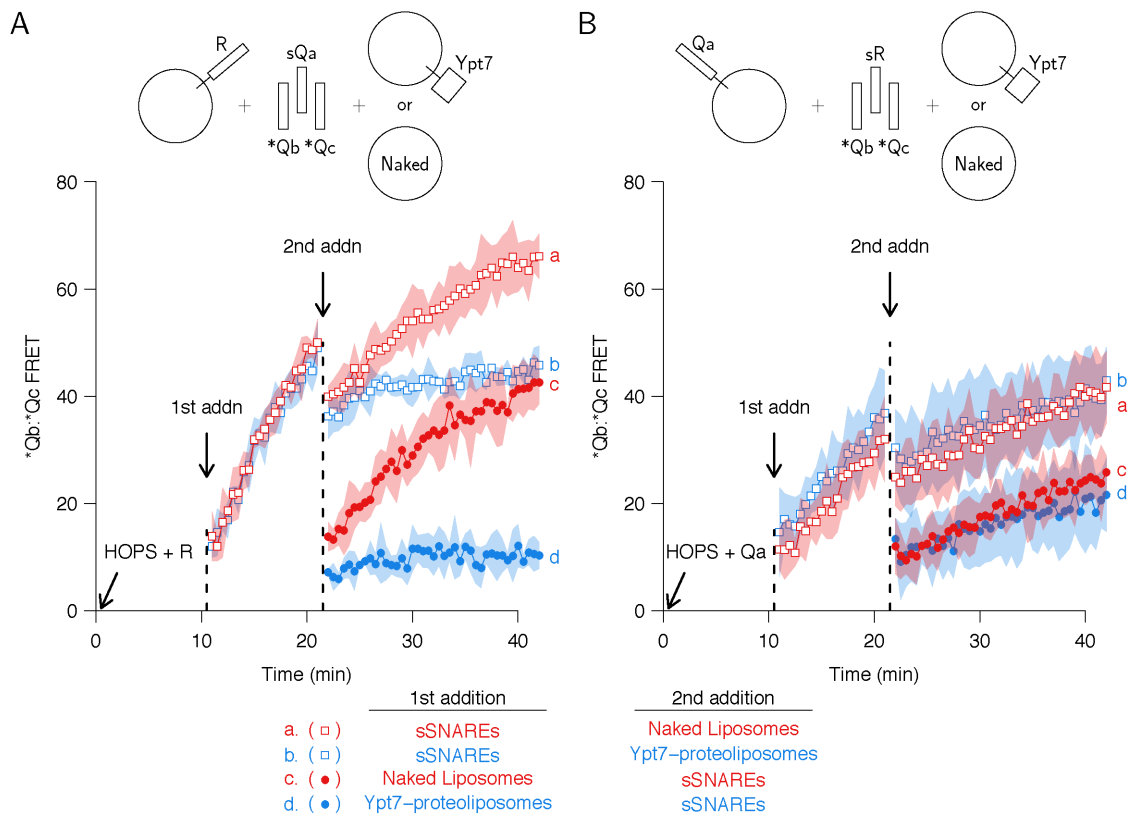 A
R
sQa
Ypt7
+
+
or
*Qb *Qc
Naked
80
60
40
20
0
*Qb:*Qc FRET
2nd addn
1st addn
HOPS + R
a
b
c
d
0
10
20
30
40
Time (min)
B
Qa
sR
Ypt7
+
+
or
*Qb *Qc
Naked
80
60
40
20
0
*Qb:*Qc FRET
2nd addn
1st addn
HOPS + Qa
b
a
c
d
0
10
20
30
40
Time (min)
1st addition 2nd addition
a. ( ) sSNAREs Naked Liposomes
b. ( ) sSNAREs Ypt7−proteoliposomes
c. ( ) Naked Liposomes sSNAREs
d. ( ) Ypt7−proteoliposomes sSNAREs